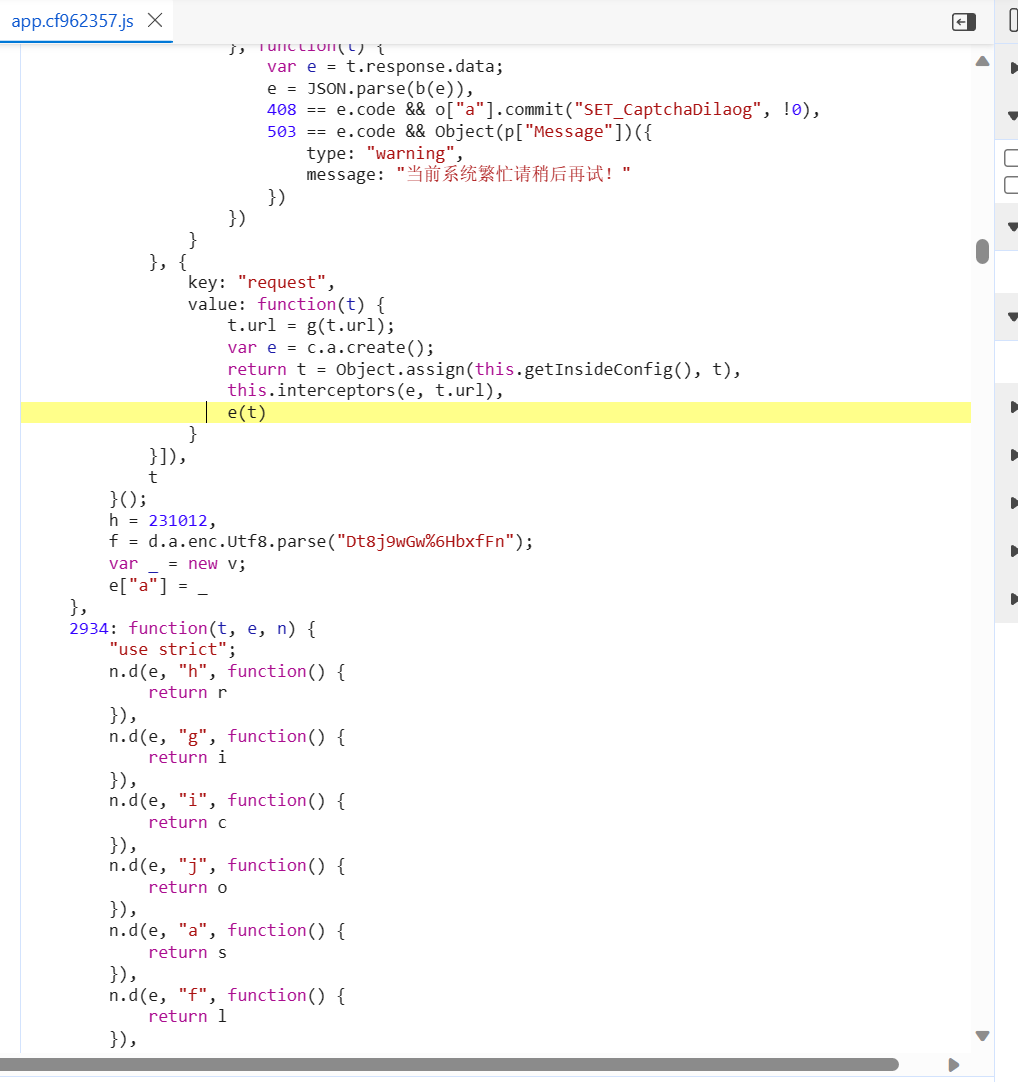 app.cf962357.js
}, function(t) {
var e = t.response.data;
e = JSON.parse(b(e)),
408 == e.code && o["a"].commit("SET_CaptchaDilaog", !0),
503 == e.code && Object(p["Message"])({
type: "warning",
message: "当前系统繁忙请稍后再试！"
})
})
}
}, {
key: "request",
value: function(t) {
t.url = g(t.url);
var e = c.a.create();
return t = Object.assign(this.getInsideConfig(), t),
this.interceptors(e, t.url),
e(t)
}
}]),
t
}();
h = 231012,
f = d.a.enc.Utf8.parse("Dt8j9wGw%6HbxfFn");
var _ = new v;
e["a"] = _
},
2934: function(t, e, n) {
"use strict";
n.d(e, "h", function() {
return r
}),
n.d(e, "g", function() {
return i
}),
n.d(e, "i", function() {
return c
}),
n.d(e, "j", function() {
return o
}),
n.d(e, "a", function() {
return s
}),
n.d(e, "f", function() {
return l
}),